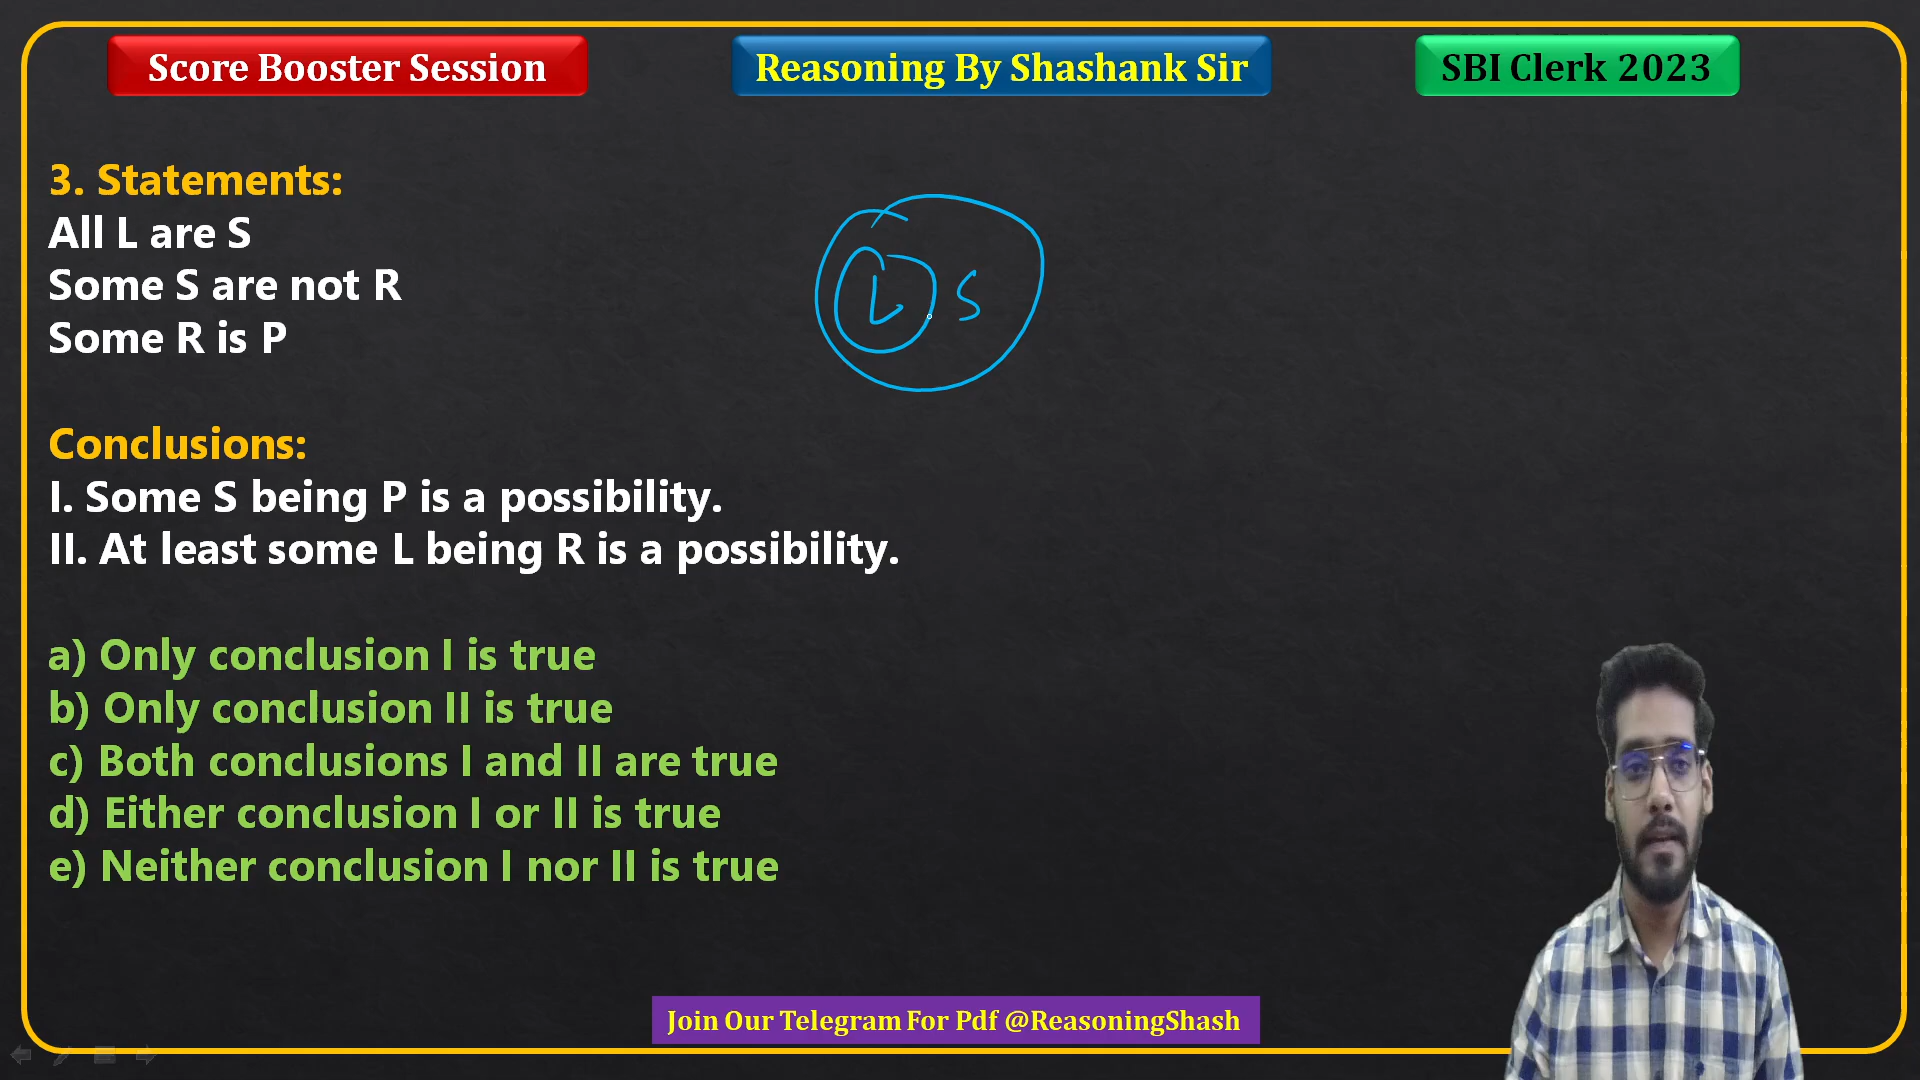 Score Booster Session
Reasoning By Shashank Sir
SBI Clerk 2023
3. Statements:
All L are S
Some S are not R
Some R is P
L S
Conclusions:
I. Some S being P is a possibility.
II. At least some L being R is a possibility.
a) Only conclusion I is true
b) Only conclusion II is true
c) Both conclusions I and II are true
d) Either conclusion I or II is true
e) Neither conclusion I nor II is true
Join Our Telegram For Pdf @ReasoningShash